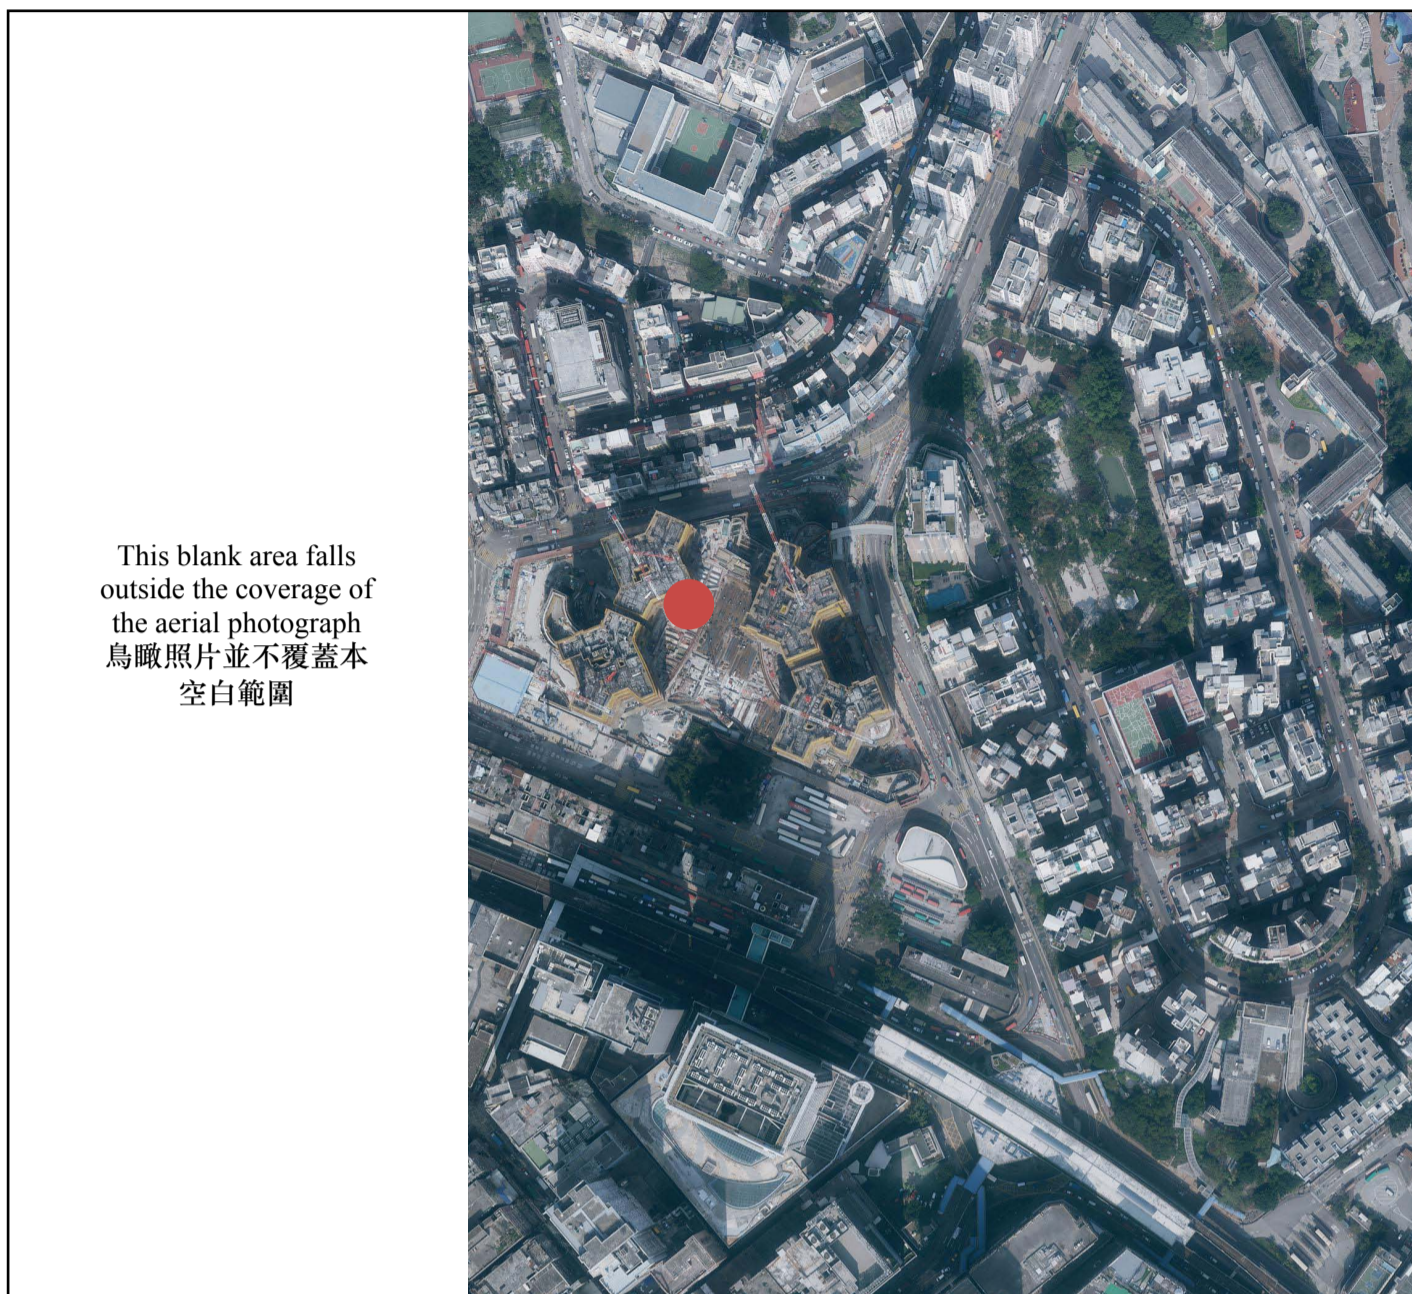 This blank area falls
outside the coverage of
the aerial photograph
鳥瞰照片並不覆蓋本
空白範圍